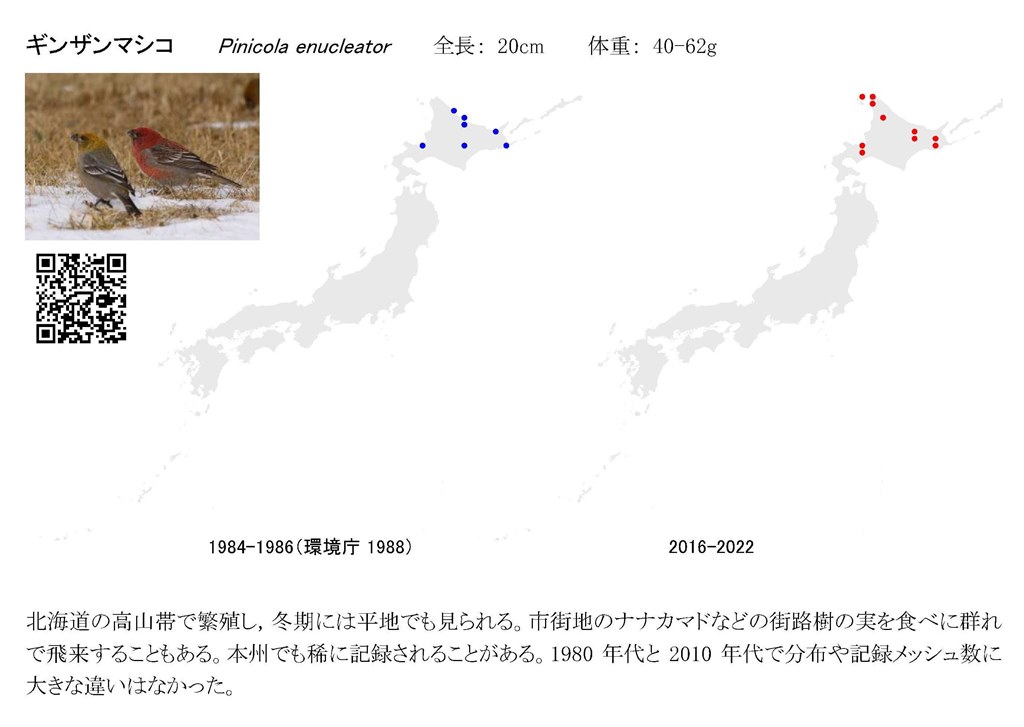 ギンザンマシコ Pinicola enucleator 全長： 20cm 体重： 40-62g
1984-1986（環境庁 1988） 2016-2022
北海道の高山帯で繁殖し，冬期には平地でも見られる。市街地のナナカマドなどの街路樹の実を食べに群れ
で飛来することもある。本州でも稀に記録されることがある。1980 年代と 2010 年代で分布や記録メッシュ数に
大きな違いはなかった。